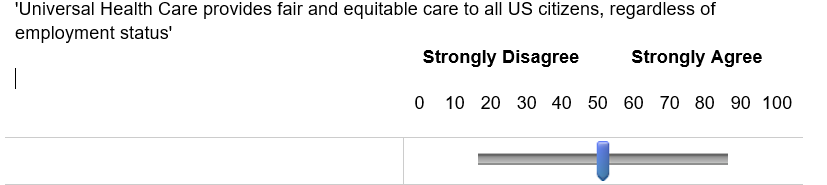 'Universal Health Care provides fair and equitable care to all US citizens, regardless of
employment status'
Strongly Disagree Strongly Agree
0 10 20 30 40 50 60 70 80 90 100